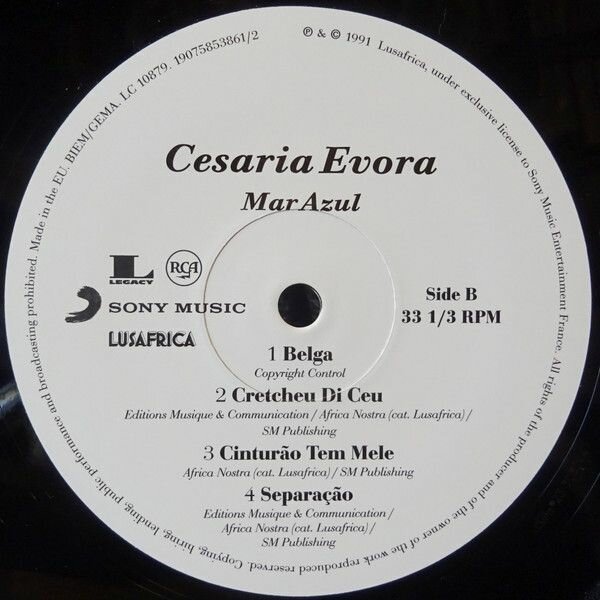 Cesaria Evora
Mar Azul
LEGACY
RCA
SONY MUSIC
LUSAFRICA
Side B
33 1/3 RPM
1 Belga
Copyright Control
2 Cretcheu Di Ceu
Editions Musique & Communication / Africa Nostra (cat. Lusafrica) /
SM Publishing
3 Cinturão Tem Mele
Africa Nostra (cat. Lusafrica) / SM Publishing
4 Separação
Editions Musique & Communication /
Africa Nostra (cat. Lusafrica) /
SM Publishing
℗ & © 1991 Lusafrica, under exclusive license to Sony Music Entertainment France. All rights of the producer and of the owner of the work reproduced reserved. Copying, hiring, lending, public performance and broadcasting prohibited. Made in the EU. BIEM/GEMA. LC 10879. 19075853861/2